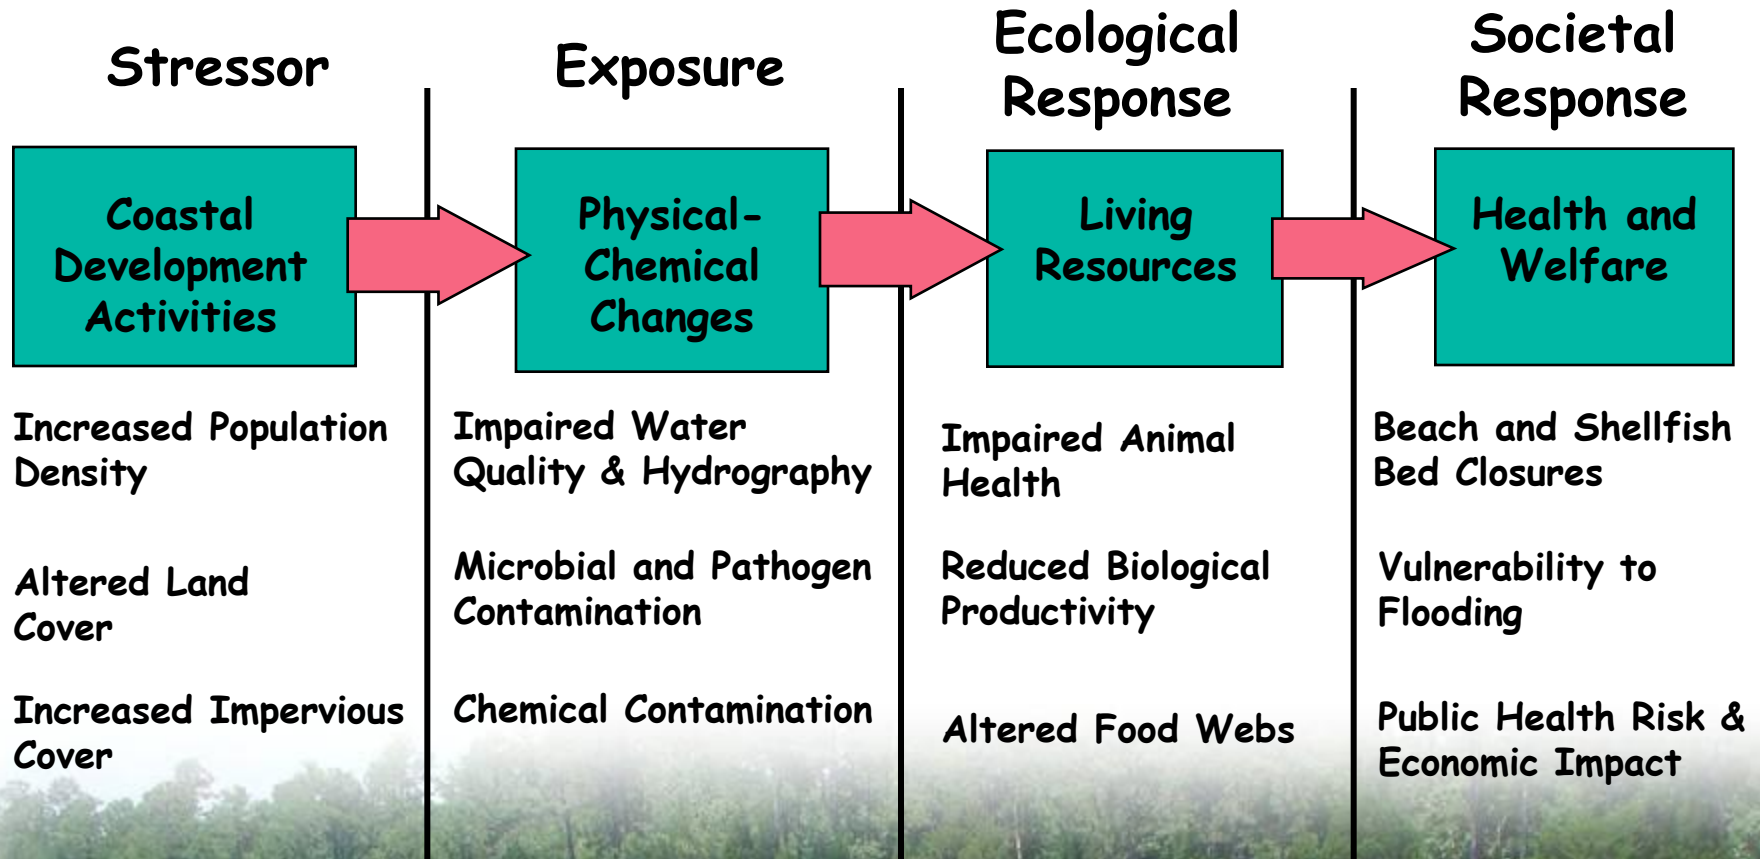 Stressor
Coastal
Development
Activities
Increased Population
Density
Altered Land
Cover
Increased Impervious
Cover
Exposure
Physical-
Chemical
Changes
Impaired Water
Quality & Hydrography
Microbial and Pathogen
Contamination
Chemical Contamination
Ecological
Response
Living
Resources
Impaired Animal
Health
Reduced Biological
Productivity
Altered Food Webs
Societal
Response
Health and
Welfare
Beach and Shellfish
Bed Closures
Vulnerability to
Flooding
Public Health Risk &
Economic Impact